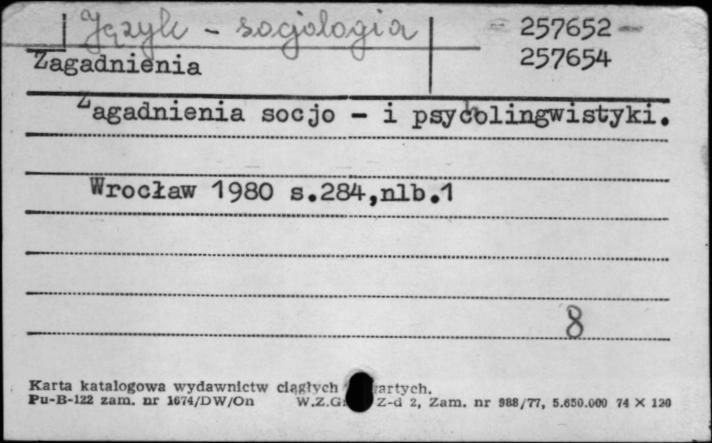 Język - socjologia 257652 -
Zagadnienia 257654
Zagadnienia socjo - i psycholingwistyki.
Wrocław 1980 s.284,nlb.1
8
Karta katalogowa wydawnictw ciągłych
Pu-B-122 zam. nr 1674/DW/On W.Z.G. Z-d 2, Zam. nr 988/77, 5.650.000 74 × 120